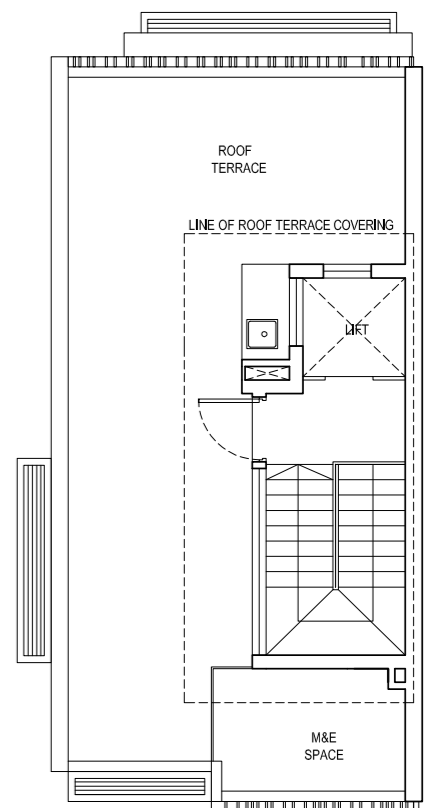 ROOF
TERRACE
LINE OF ROOF TERRACE COVERING
LIFT
M&E
SPACE